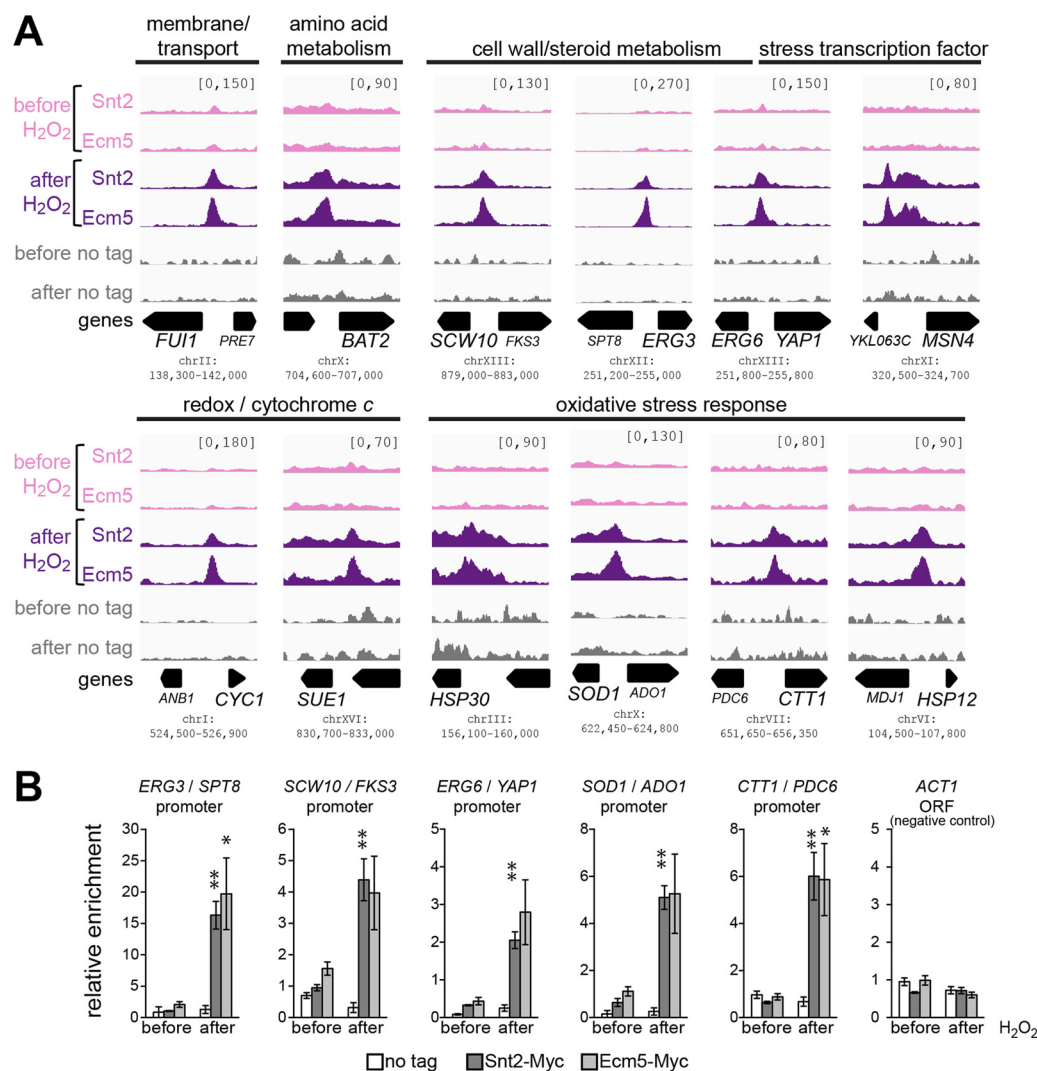 A
membrane/ transport
amino acid metabolism
cell wall/steroid metabolism
stress transcription factor
[0,150] [0,90] [0,130] [0,270] [0,150] [0,80]
before H2O2 Snt2
Ecm5
after H2O2 Snt2
Ecm5
before no tag
after no tag
genes
FUI1 PRE7 BAT2 SCW10 FKS3 SPT8 ERG3 ERG6 YAP1 YKL063C MSN4
chrII: chrX: chrXIII: chrXII: chrXIII: chrXI:
138,300-142,000 704,600-707,000 879,000-883,000 251,200-255,000 251,800-255,800 320,500-324,700
redox / cytochrome c
oxidative stress response
[0,180] [0,70] [0,90] [0,130] [0,80] [0,90]
before H2O2 Snt2
Ecm5
after H2O2 Snt2
Ecm5
before no tag
after no tag
genes
ANB1 CYC1 SUE1 HSP30 SOD1 ADO1 PDC6 CTT1 MDJ1 HSP12
chrI: chrXVI: chrIII: chrX: chrVII: chrVI:
524,500-526,900 830,700-833,000 156,100-160,000 622,450-624,800 651,650-656,350 104,500-107,800
B
relative enrichment
ERG3 / SPT8
promoter
30
25
20
15
10
5
0
** *
before after
SCW10 / FKS3
promoter
6
5
4
3
2
1
0
**
before after
ERG6 / YAP1
promoter
5
4
3
2
1
0
**
before after
SOD1 / ADO1
promoter
8
6
4
2
0
**
before after
CTT1 / PDC6
promoter
8
6
4
2
0
** *
before after
ACT1
ORF
(negative control)
5
4
3
2
1
0
before after H2O2
no tag Snt2-Myc Ecm5-Myc